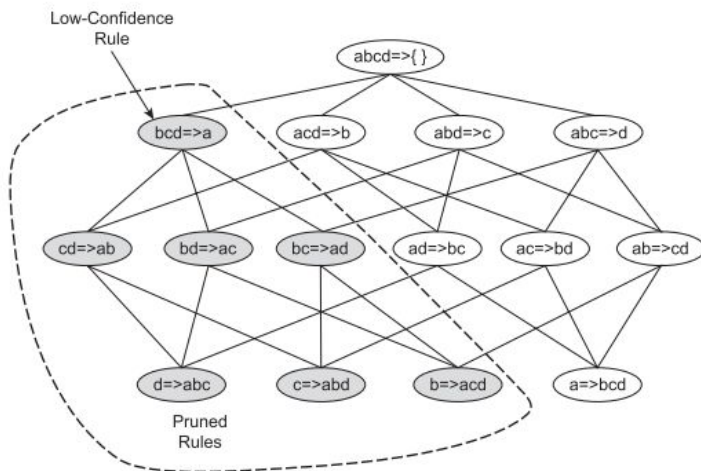 Low-Confidence
Rule
abcd=>{ }
bcd=>a
acd=>b
abd=>c
abc=>d
cd=>ab
bd=>ac
bc=>ad
ad=>bc
ac=>bd
ab=>cd
d=>abc
c=>abd
b=>acd
a=>bcd
Pruned
Rules